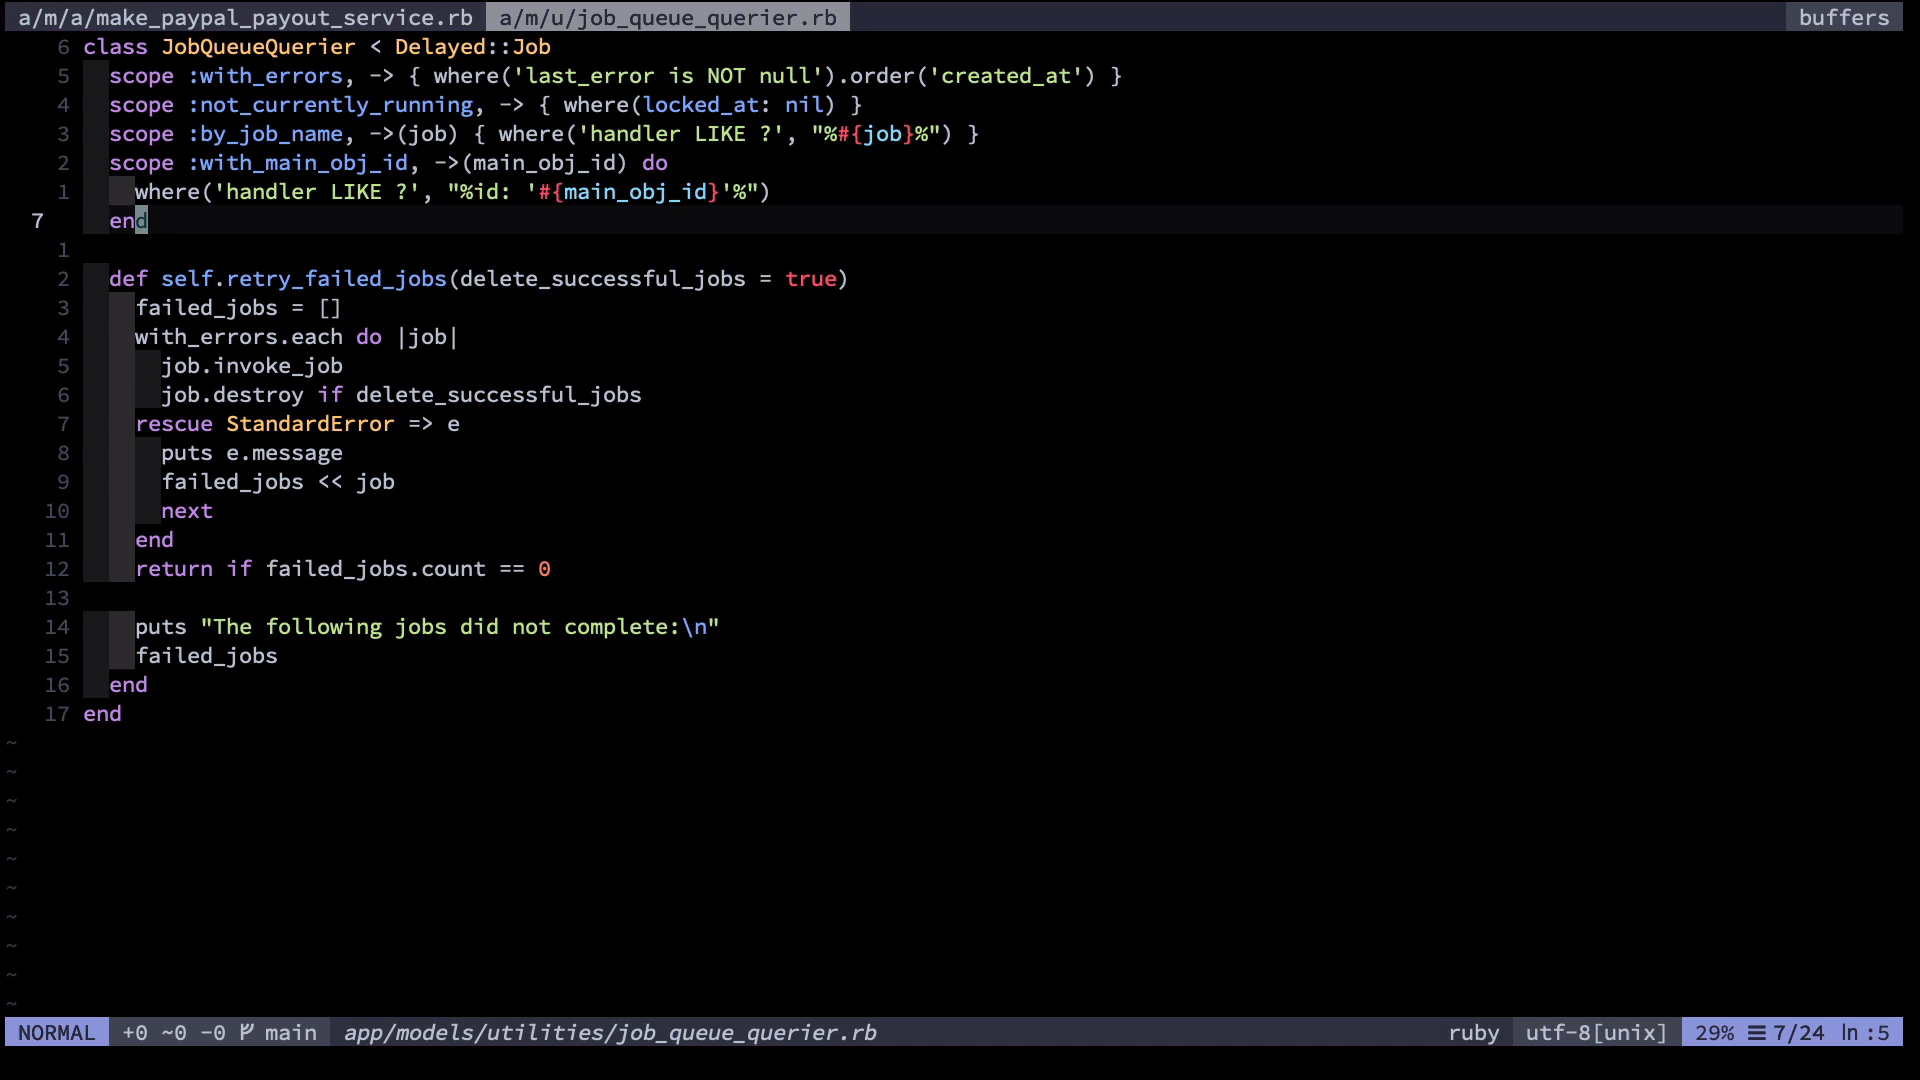 a/m/a/make_paypal_payout_service.rb a/m/u/job_queue_querier.rb buffers
6 class JobQueueQuerier < Delayed::Job
5 scope :with_errors, -> { where('last_error is NOT null').order('created_at') }
4 scope :not_currently_running, -> { where(locked_at: nil) }
3 scope :by_job_name, ->(job) { where('handler LIKE ?', "%#{job}%") }
2 scope :with_main_obj_id, ->(main_obj_id) do
1 where('handler LIKE ?', "%id: '#{main_obj_id}'%")
7 end
1
2 def self.retry_failed_jobs(delete_successful_jobs = true)
3 failed_jobs = []
4 with_errors.each do |job|
5 job.invoke_job
6 job.destroy if delete_successful_jobs
7 rescue StandardError => e
8 puts e.message
9 failed_jobs << job
10 next
11 end
12 return if failed_jobs.count == 0
13
14 puts "The following jobs did not complete:\n"
15 failed_jobs
16 end
17 end
~
~
~
~
~
~
~
~
~
~
NORMAL +0 ~0 -0 main app/models/utilities/job_queue_querier.rb ruby utf-8[unix] 29% ☰ 7/24 ln :5